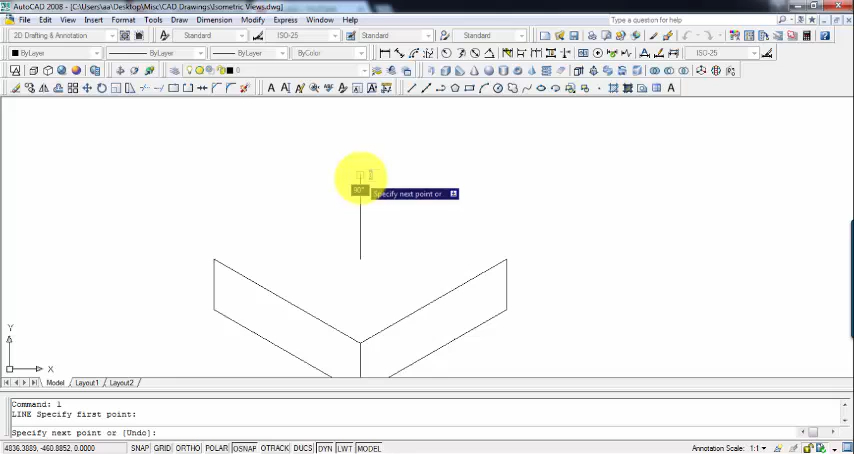 AutoCAD 2008 - [C:\Users\aa\Desktop\Misc\CAD Drawings\Isometric Views.dwg]
File Edit View Insert Format Tools Draw Dimension Modify Express Window Help
Type a question for help
2D Drafting & Annotation Standard ISO-25 Standard Standard
ByLayer ByLayer ByLayer ByColor ISO-25
0
90°
Specify next point or
Y
X
Model Layout1 Layout2
Command: l
LINE Specify first point:
Specify next point or [Undo]:
4836.3889, -460.8852, 0.0000 SNAP GRID ORTHO POLAR OSNAP OTRACK DUCS DYN LWT MODEL Annotation Scale: 1:1